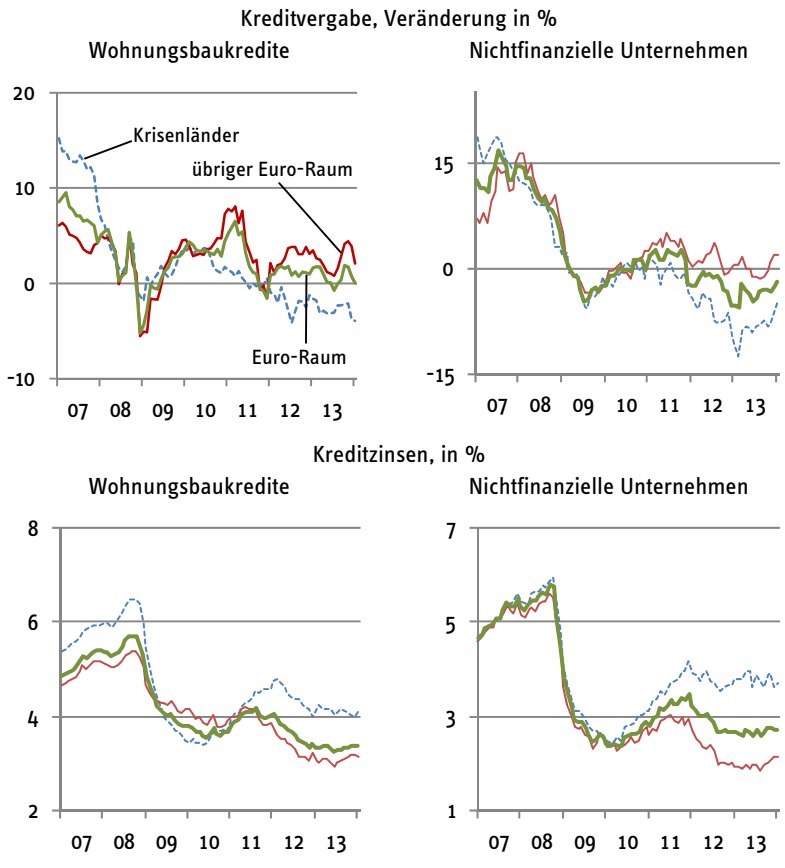 Kreditvergabe, Veränderung in %
Wohnungsbaukredite
Nichtfinanzielle Unternehmen
20
10
0
-10
Krisenländer
übriger Euro-Raum
Euro-Raum
07 08 09 10 11 12 13
15
0
-15
07 08 09 10 11 12 13
Kreditzinsen, in %
Wohnungsbaukredite
Nichtfinanzielle Unternehmen
8
6
4
2
07 08 09 10 11 12 13
7
5
3
1
07 08 09 10 11 12 13